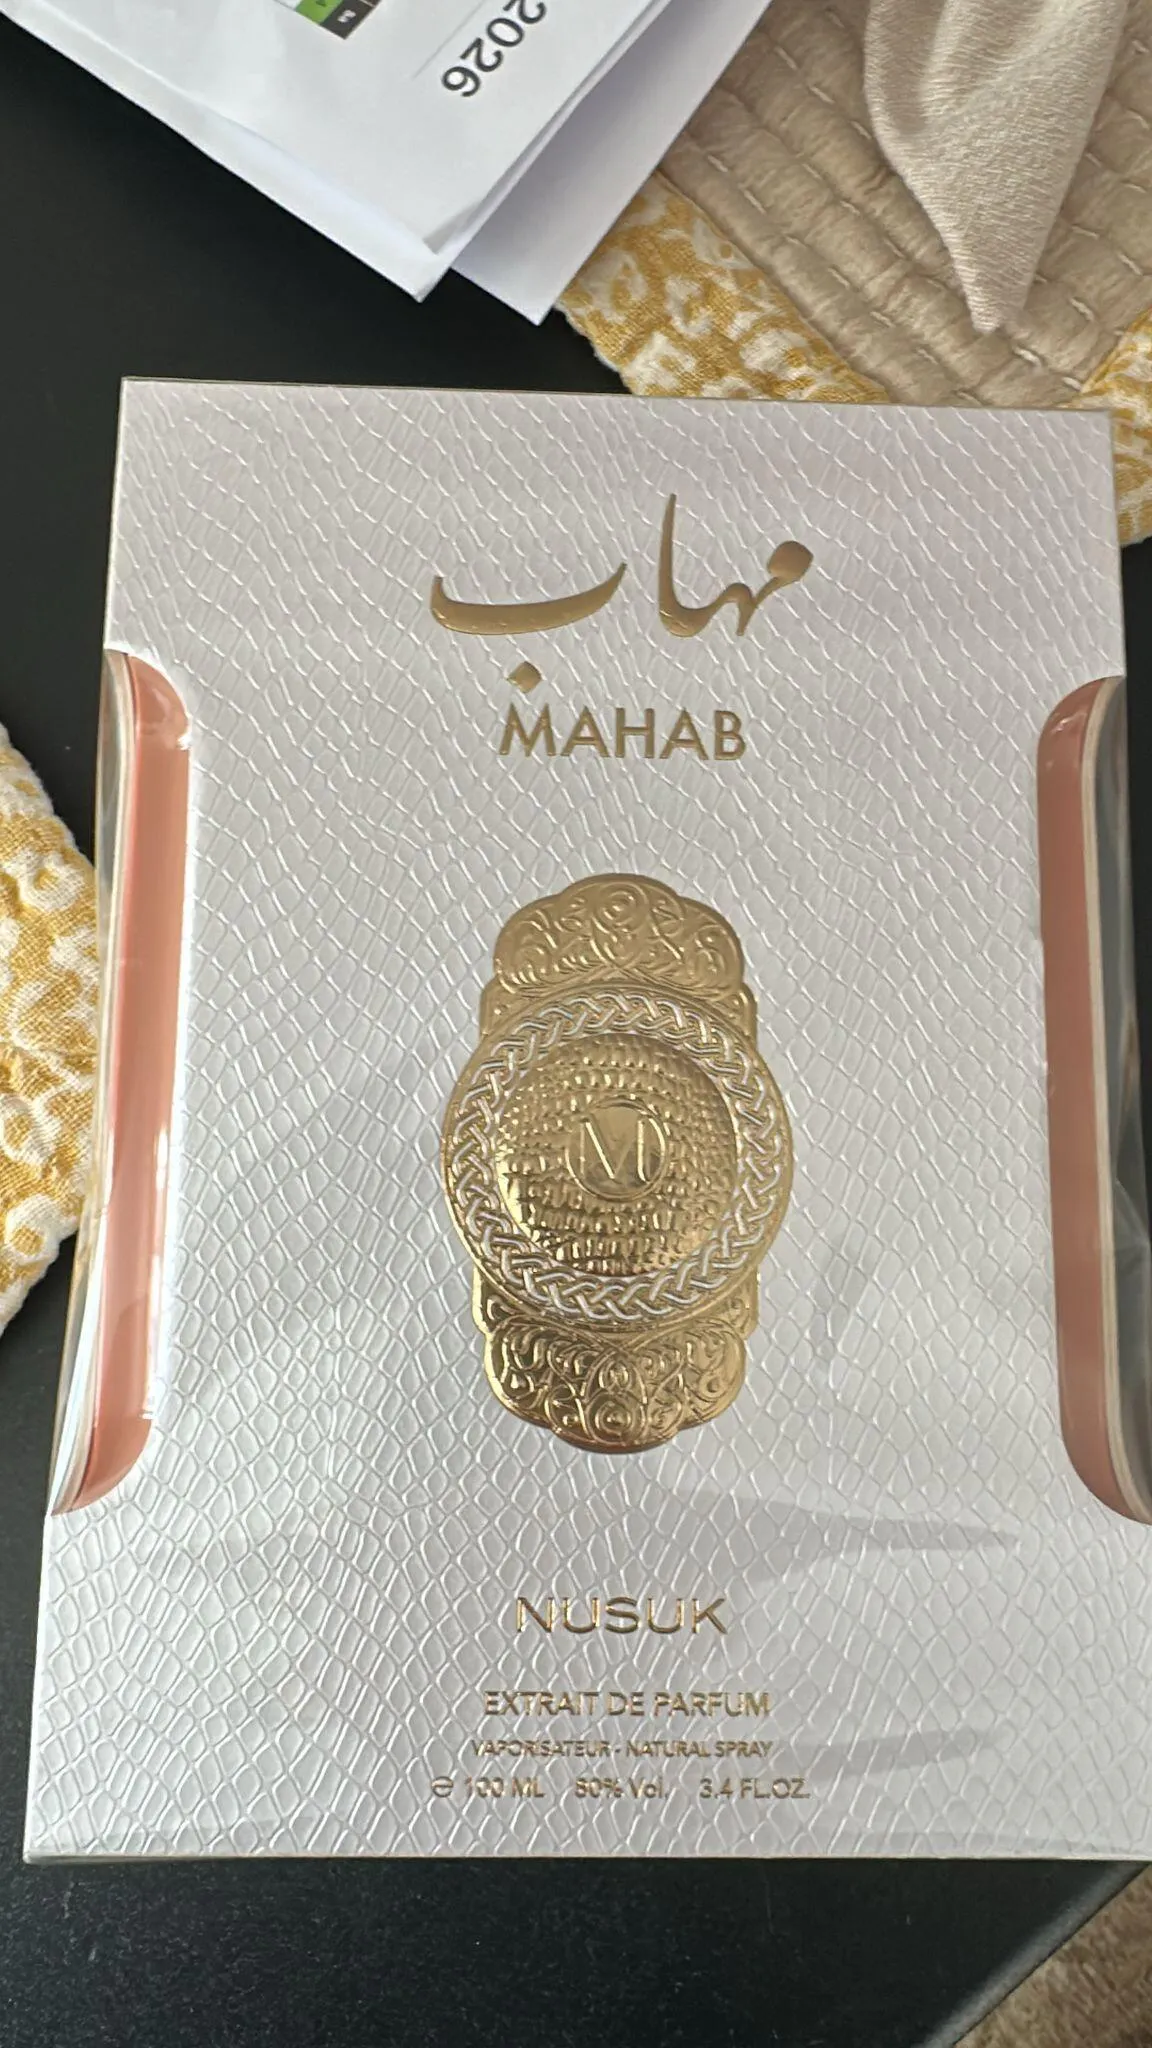 2026
مهاب
MAHAB
M
NUSUK
EXTRAIT DE PARFUM
VAPORISATEUR - NATURAL SPRAY
℮ 100 ML 80% Vol. 3.4 FL.OZ.